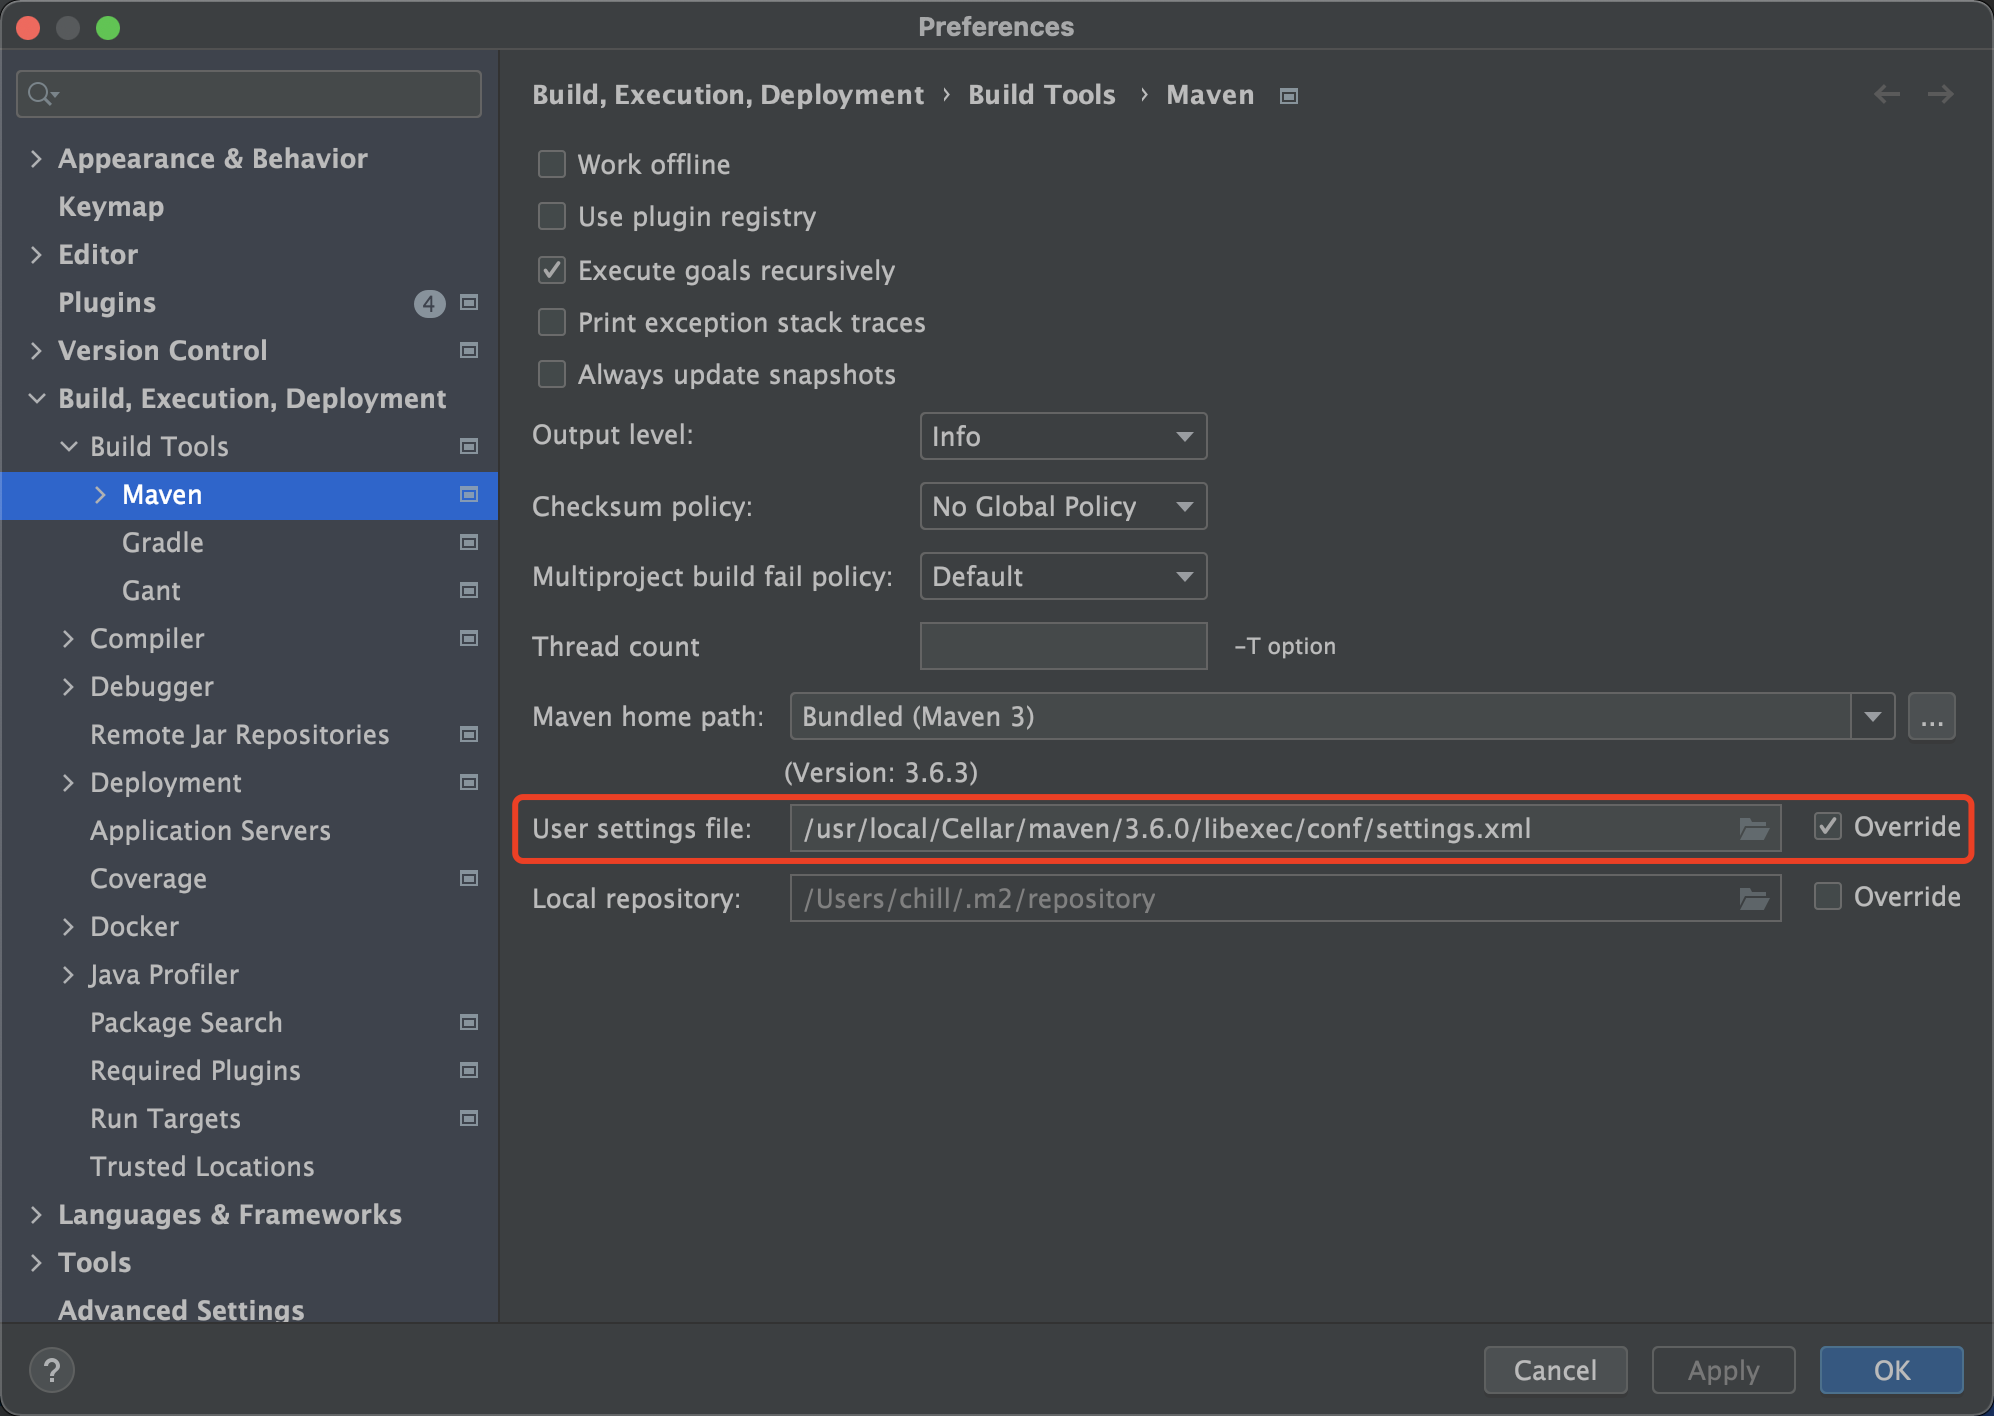 Preferences
Appearance & Behavior
Keymap
Editor
Plugins 4
Version Control
Build, Execution, Deployment
Build Tools
Maven
Gradle
Gant
Compiler
Debugger
Remote Jar Repositories
Deployment
Application Servers
Coverage
Docker
Java Profiler
Package Search
Required Plugins
Run Targets
Trusted Locations
Languages & Frameworks
Tools
Advanced Settings
Build, Execution, Deployment › Build Tools › Maven
Work offline
Use plugin registry
Execute goals recursively
Print exception stack traces
Always update snapshots
Output level: Info
Checksum policy: No Global Policy
Multiproject build fail policy: Default
Thread count -T option
Maven home path: Bundled (Maven 3) ...
(Version: 3.6.3)
User settings file: /usr/local/Cellar/maven/3.6.0/libexec/conf/settings.xml Override
Local repository: /Users/chill/.m2/repository Override
? Cancel Apply OK